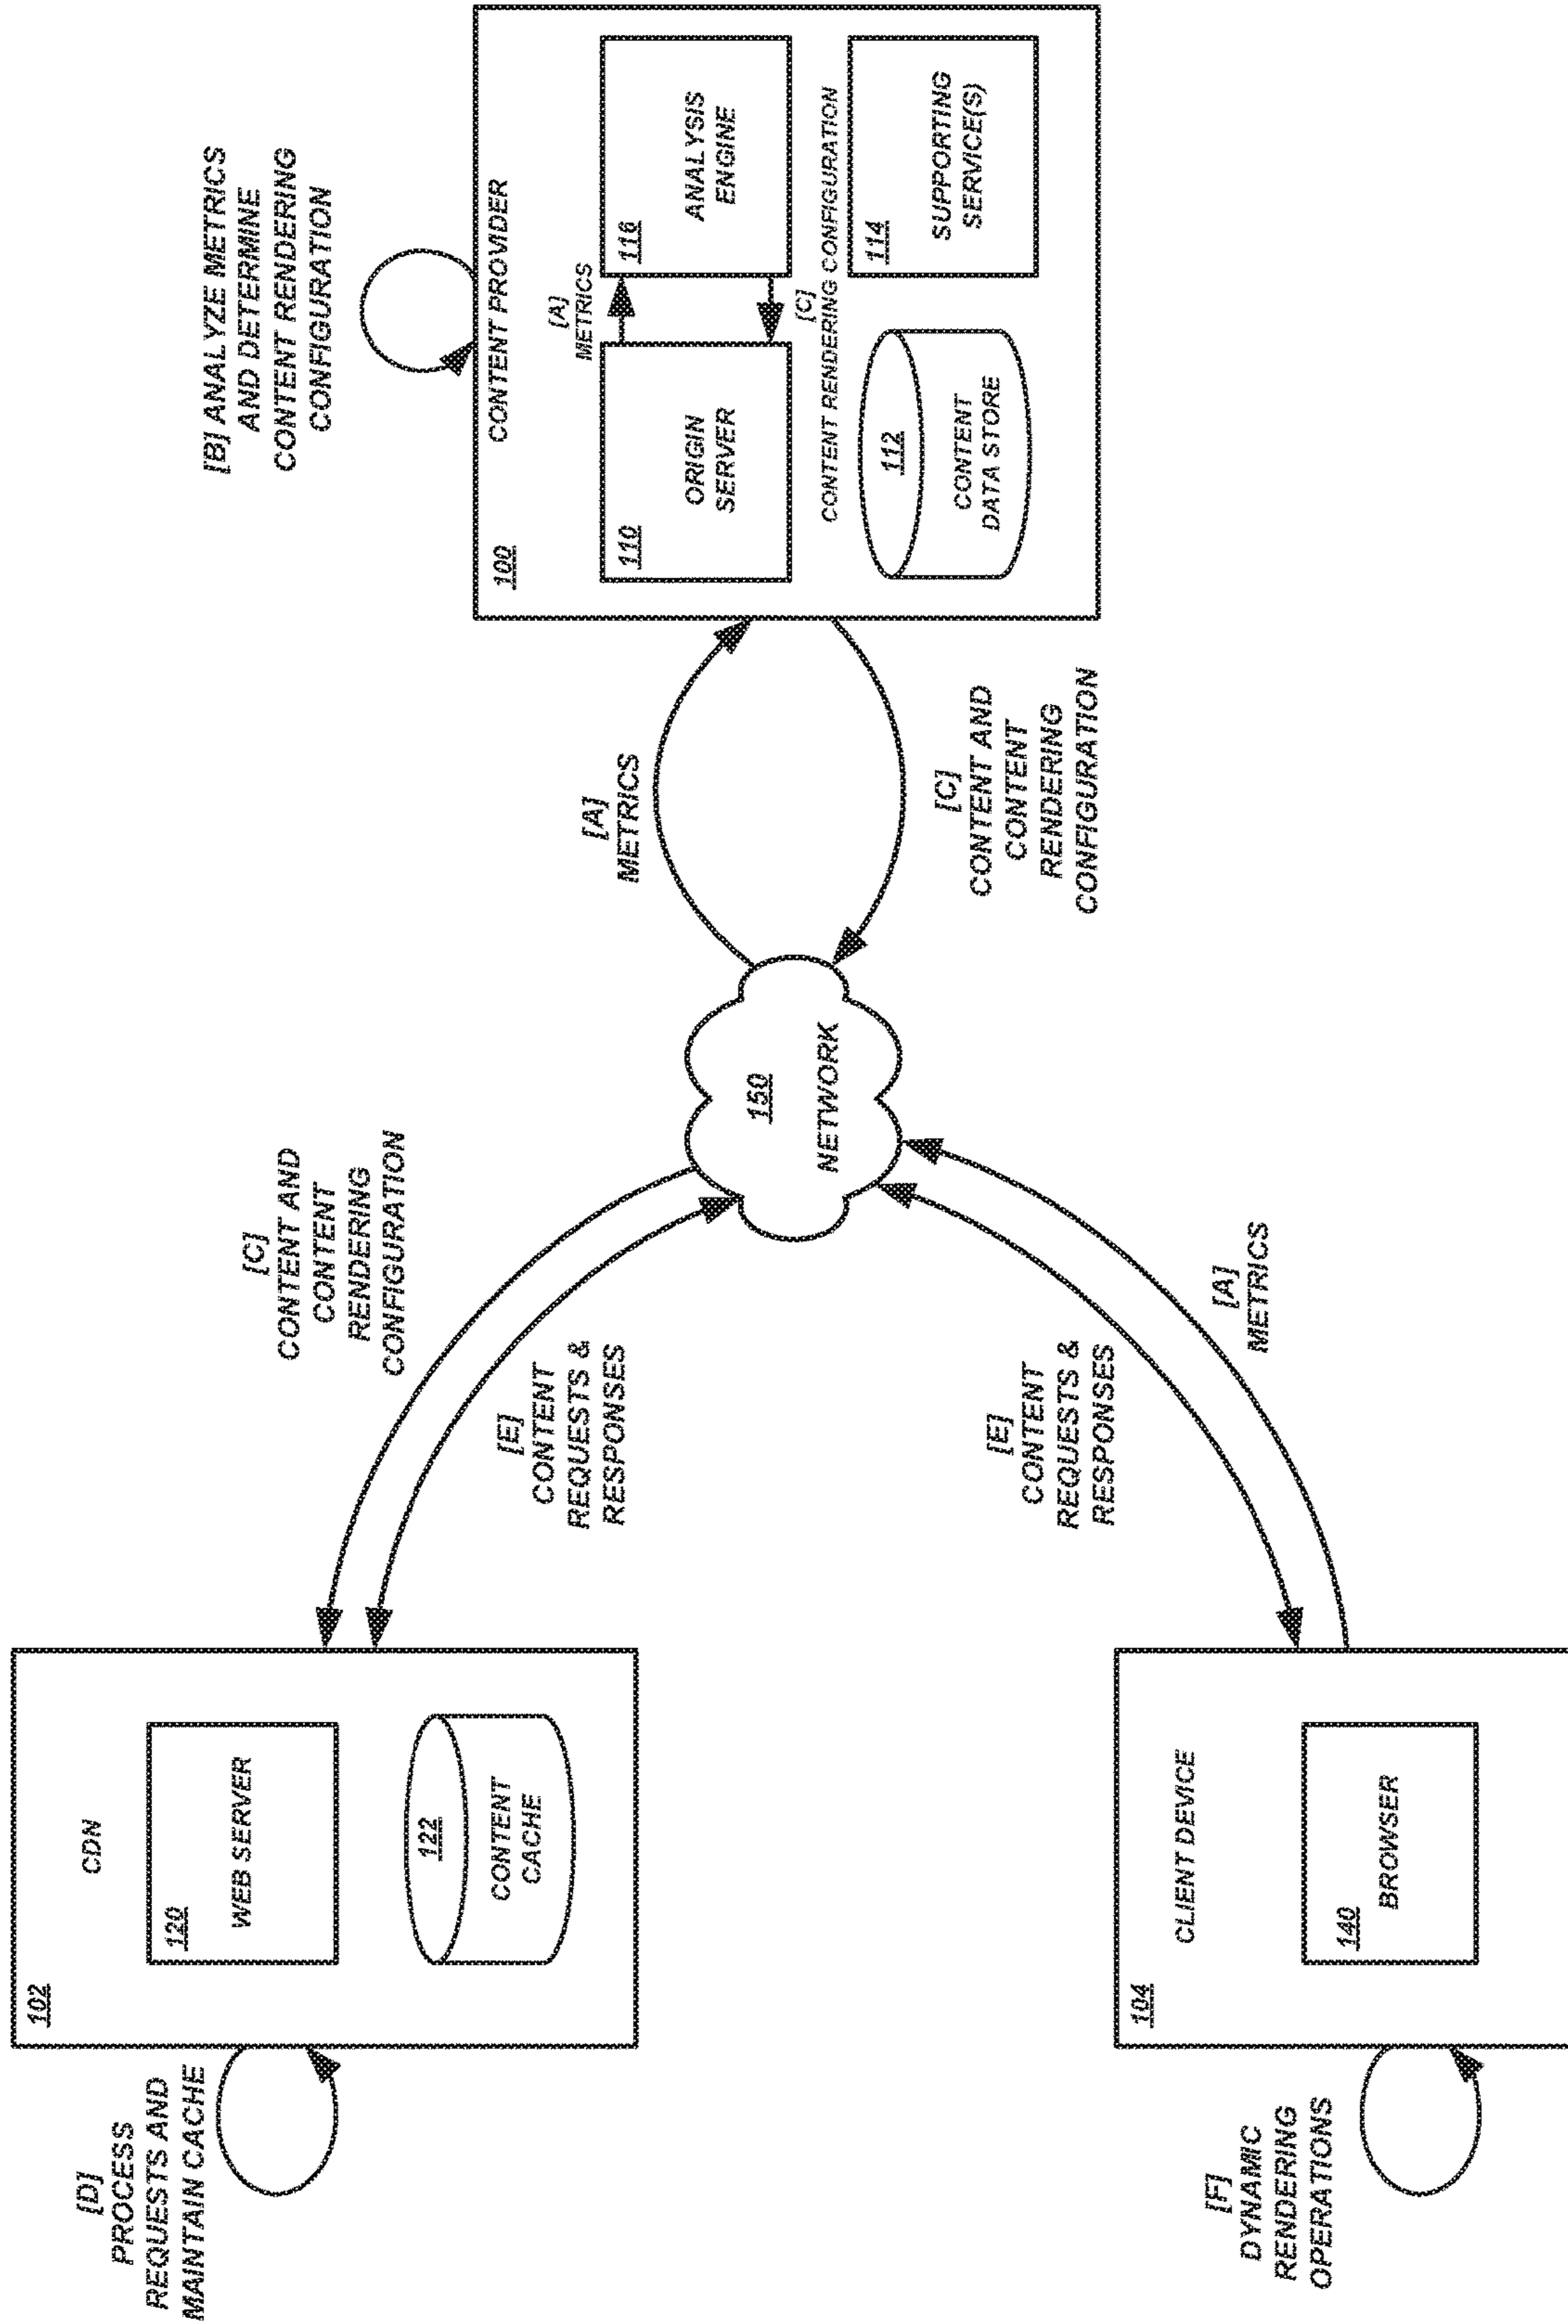 [D]
PROCESS
REQUESTS AND
MAINTAIN CACHE
102
CDN
120
WEB SERVER
122
CONTENT
CACHE
[C]
CONTENT AND
CONTENT
RENDERING
CONFIGURATION
[E]
CONTENT
REQUESTS &
RESPONSES
[B] ANALYZE METRICS
AND DETERMINE
CONTENT RENDERING
CONFIGURATION
[A]
METRICS
150
NETWORK
[C]
CONTENT AND
CONTENT
RENDERING
CONFIGURATION
100
CONTENT PROVIDER
110
ORIGIN
SERVER
[A]
METRICS
116
ANALYSIS
ENGINE
[C]
CONTENT RENDERING CONFIGURATION
112
CONTENT
DATA STORE
114
SUPPORTING
SERVICE(S)
[E]
CONTENT
REQUESTS &
RESPONSES
[A]
METRICS
104
CLIENT DEVICE
140
BROWSER
[F]
DYNAMIC
RENDERING
OPERATIONS